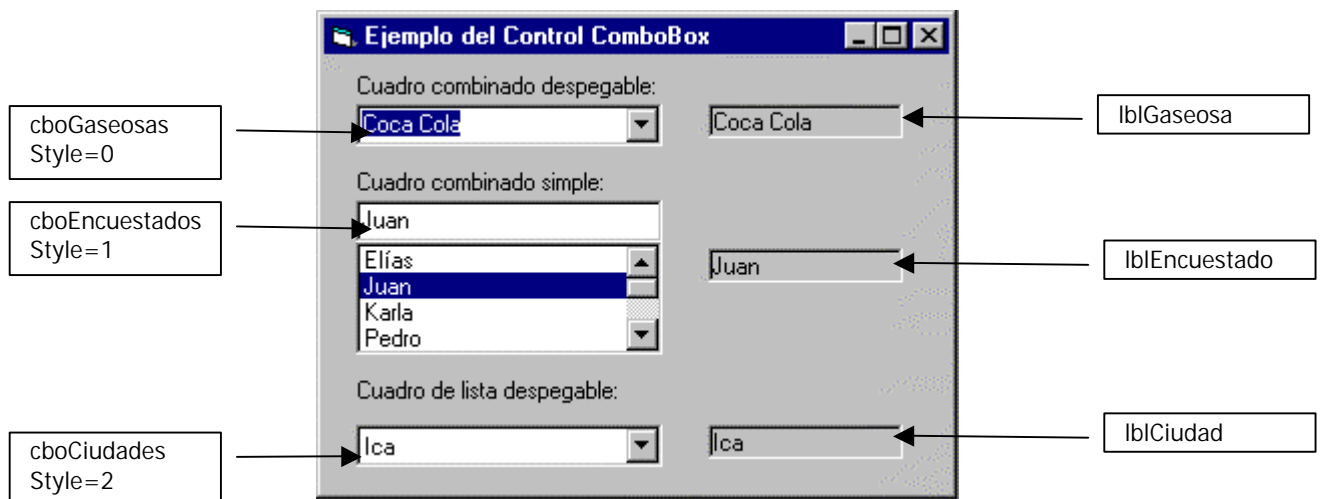 Ejemplo del Control ComboBox
Cuadro combinado despegable:
cboGaseosas
Style=0
Coca Cola
Coca Cola
lblGaseosa
Cuadro combinado simple:
cboEncuestados
Style=1
Juan
Elías
Juan
Karla
Pedro
Juan
lblEncuestado
Cuadro de lista despegable:
cboCiudades
Style=2
Ica
Ica
lblCiudad